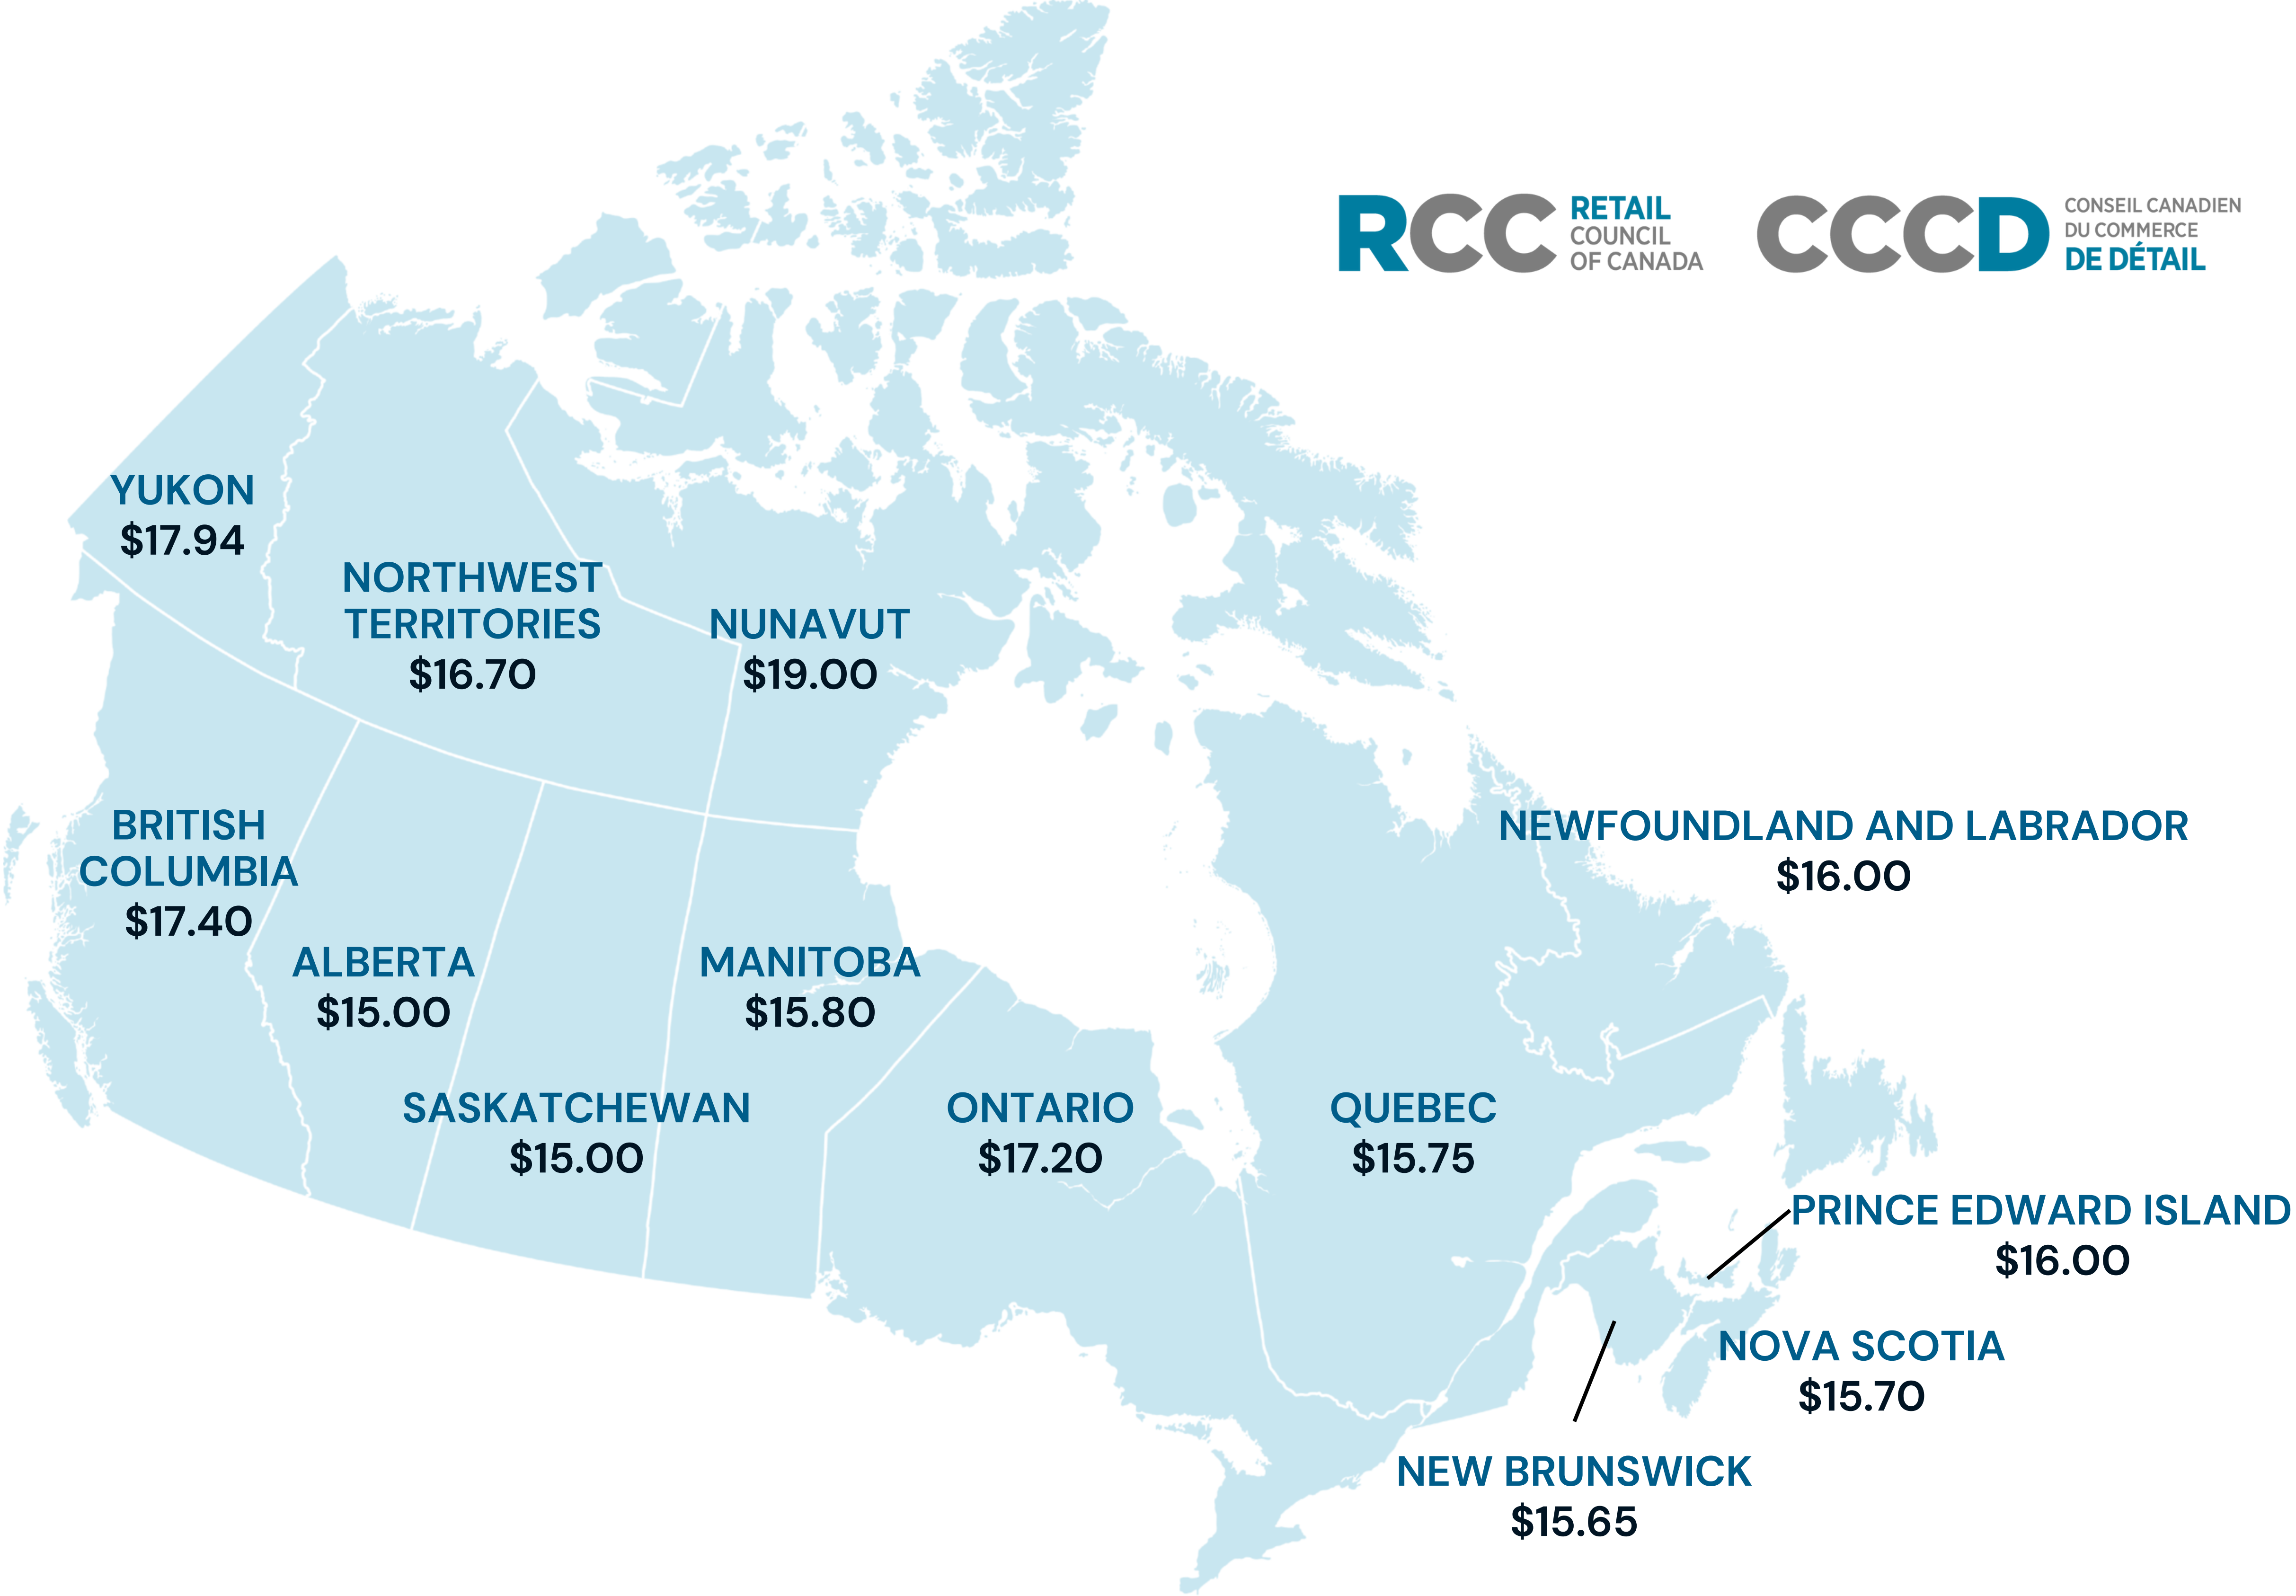 RCC
RETAIL
COUNCIL
OF CANADA
CCCD
CONSEIL CANADIEN
DU COMMERCE
DE DÉTAIL
YUKON
$17.94
NORTHWEST
TERRITORIES
$16.70
NUNAVUT
$19.00
BRITISH
COLUMBIA
$17.40
ALBERTA
$15.00
SASKATCHEWAN
$15.00
MANITOBA
$15.80
ONTARIO
$17.20
QUEBEC
$15.75
NEWFOUNDLAND AND LABRADOR
$16.00
PRINCE EDWARD ISLAND
$16.00
NOVA SCOTIA
$15.70
NEW BRUNSWICK
$15.65